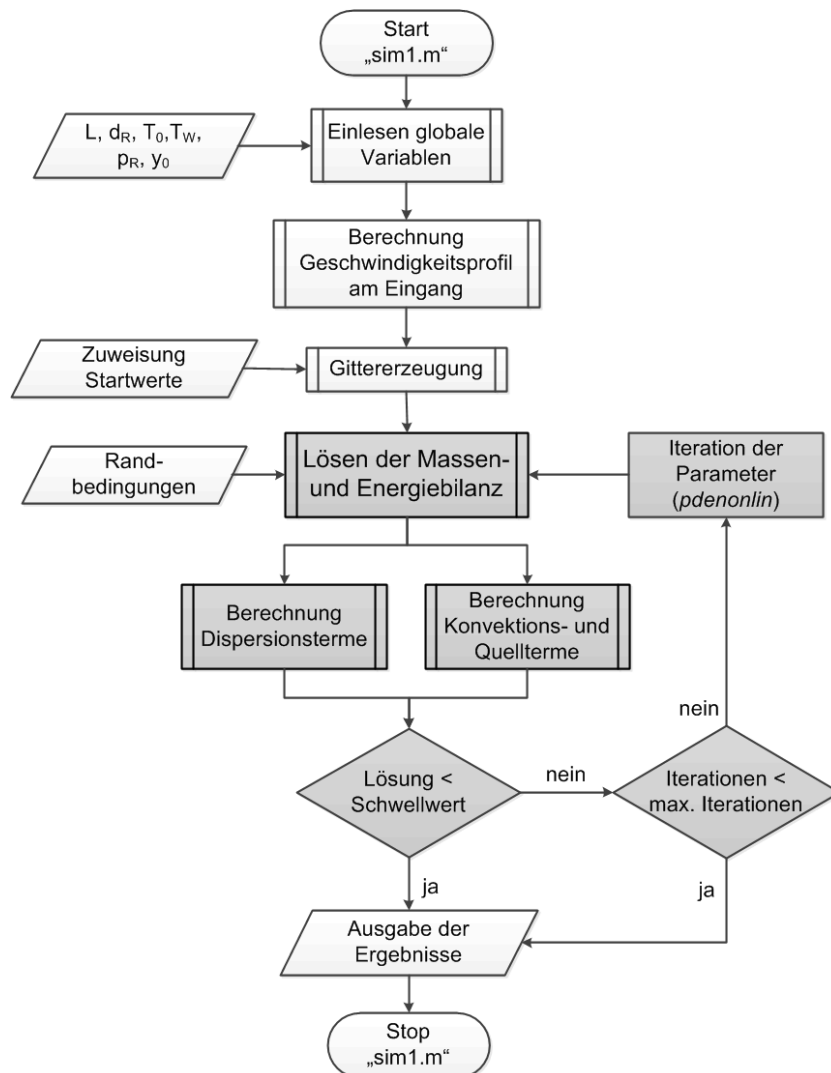 Start
„sim1.m“
L, dR, T0,TW,
pR, y0
Einlesen globale
Variablen
Berechnung
Geschwindigkeitsprofil
am Eingang
Zuweisung
Startwerte
Gittererzeugung
Rand-
bedingungen
Lösen der Massen-
und Energiebilanz
Iteration der
Parameter
(pdenonlin)
Berechnung
Dispersionsterme
Berechnung
Konvektions- und
Quellterme
nein
Lösung <
Schwellwert
nein
Iterationen <
max. Iterationen
ja
ja
Ausgabe der
Ergebnisse
Stop
„sim1.m“